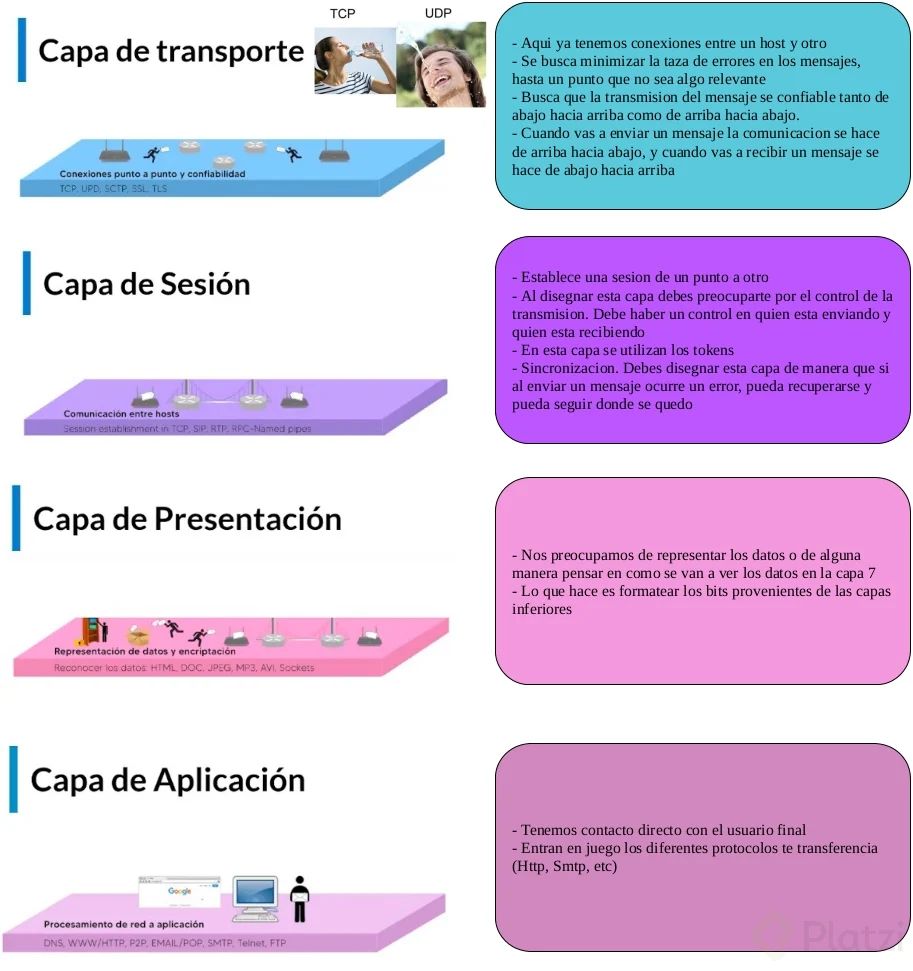 Capa de transporte
TCP
UDP
Conexiones punto a punto y confiabilidad
TCP, UPD, SCTP, SSL, TLS
- Aqui ya tenemos conexiones entre un host y otro
- Se busca minimizar la taza de errores en los mensajes,
hasta un punto que no sea algo relevante
- Busca que la transmision del mensaje se confiable tanto de
abajo hacia arriba como de arriba hacia abajo.
- Cuando vas a enviar un mensaje la comunicacion se hace
de arriba hacia abajo, y cuando vas a recibir un mensaje se
hace de abajo hacia arriba
Capa de Sesión
Comunicación entre hosts
Session establishment in TCP, SIP, RTP, RPC-Named pipes
- Establece una sesion de un punto a otro
- Al disegnar esta capa debes preocuparte por el control de la
transmision. Debe haber un control en quien esta enviando y
quien esta recibiendo
- En esta capa se utilizan los tokens
- Sincronizacion. Debes disegnar esta capa de manera que si
al enviar un mensaje ocurre un error, pueda recuperarse y
pueda seguir donde se quedo
Capa de Presentación
Representación de datos y encriptación
Reconocer los datos: HTML, DOC, JPEG, MP3, AVI, Sockets
- Nos preocupamos de representar los datos o de alguna
manera pensar en como se van a ver los datos en la capa 7
- Lo que hace es formatear los bits provenientes de las capas
inferiores
Capa de Aplicación
Google
Procesamiento de red a aplicación
DNS, WWW/HTTP, P2P, EMAIL/POP, SMTP, Telnet, FTP
- Tenemos contacto directo con el usuario final
- Entran en juego los diferentes protocolos te transferencia
(Http, Smtp, etc)
Platzi